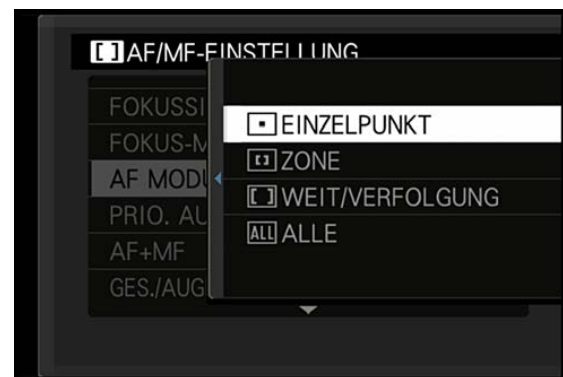 AF/MF-EINSTELLUNG
FOKUSSI
EINZELPUNKT
FOKUS-M
ZONE
AF MODU
WEIT/VERFOLGUNG
PRIO. AU
ALL ALLE
AF+MF
GES./AUG